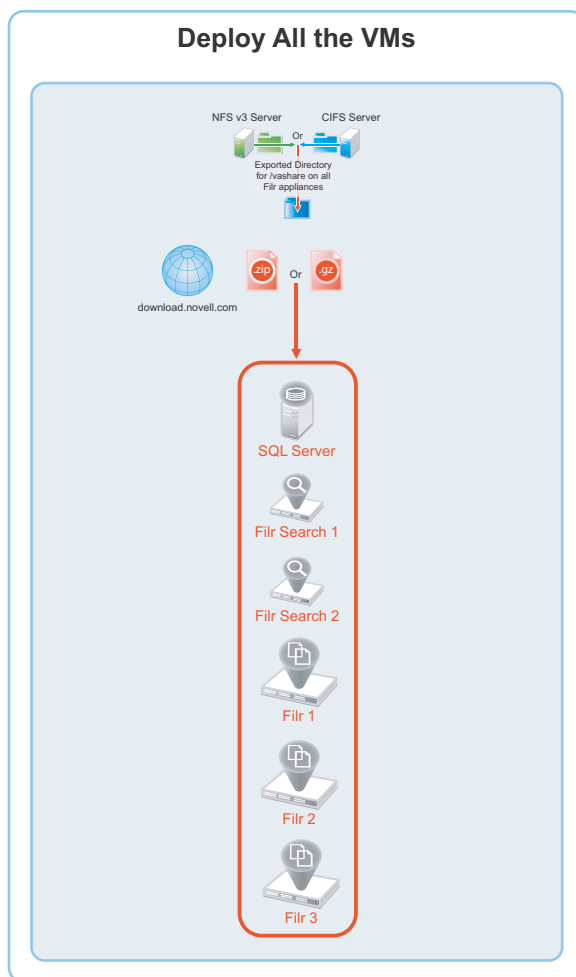 Deploy All the VMs
NFS v3 Server
Or
CIFS Server
Exported Directory
for /vashare on all
Filr appliances
.zip
Or
.gz
download.novell.com
SQL Server
Filr Search 1
Filr Search 2
Filr 1
Filr 2
Filr 3